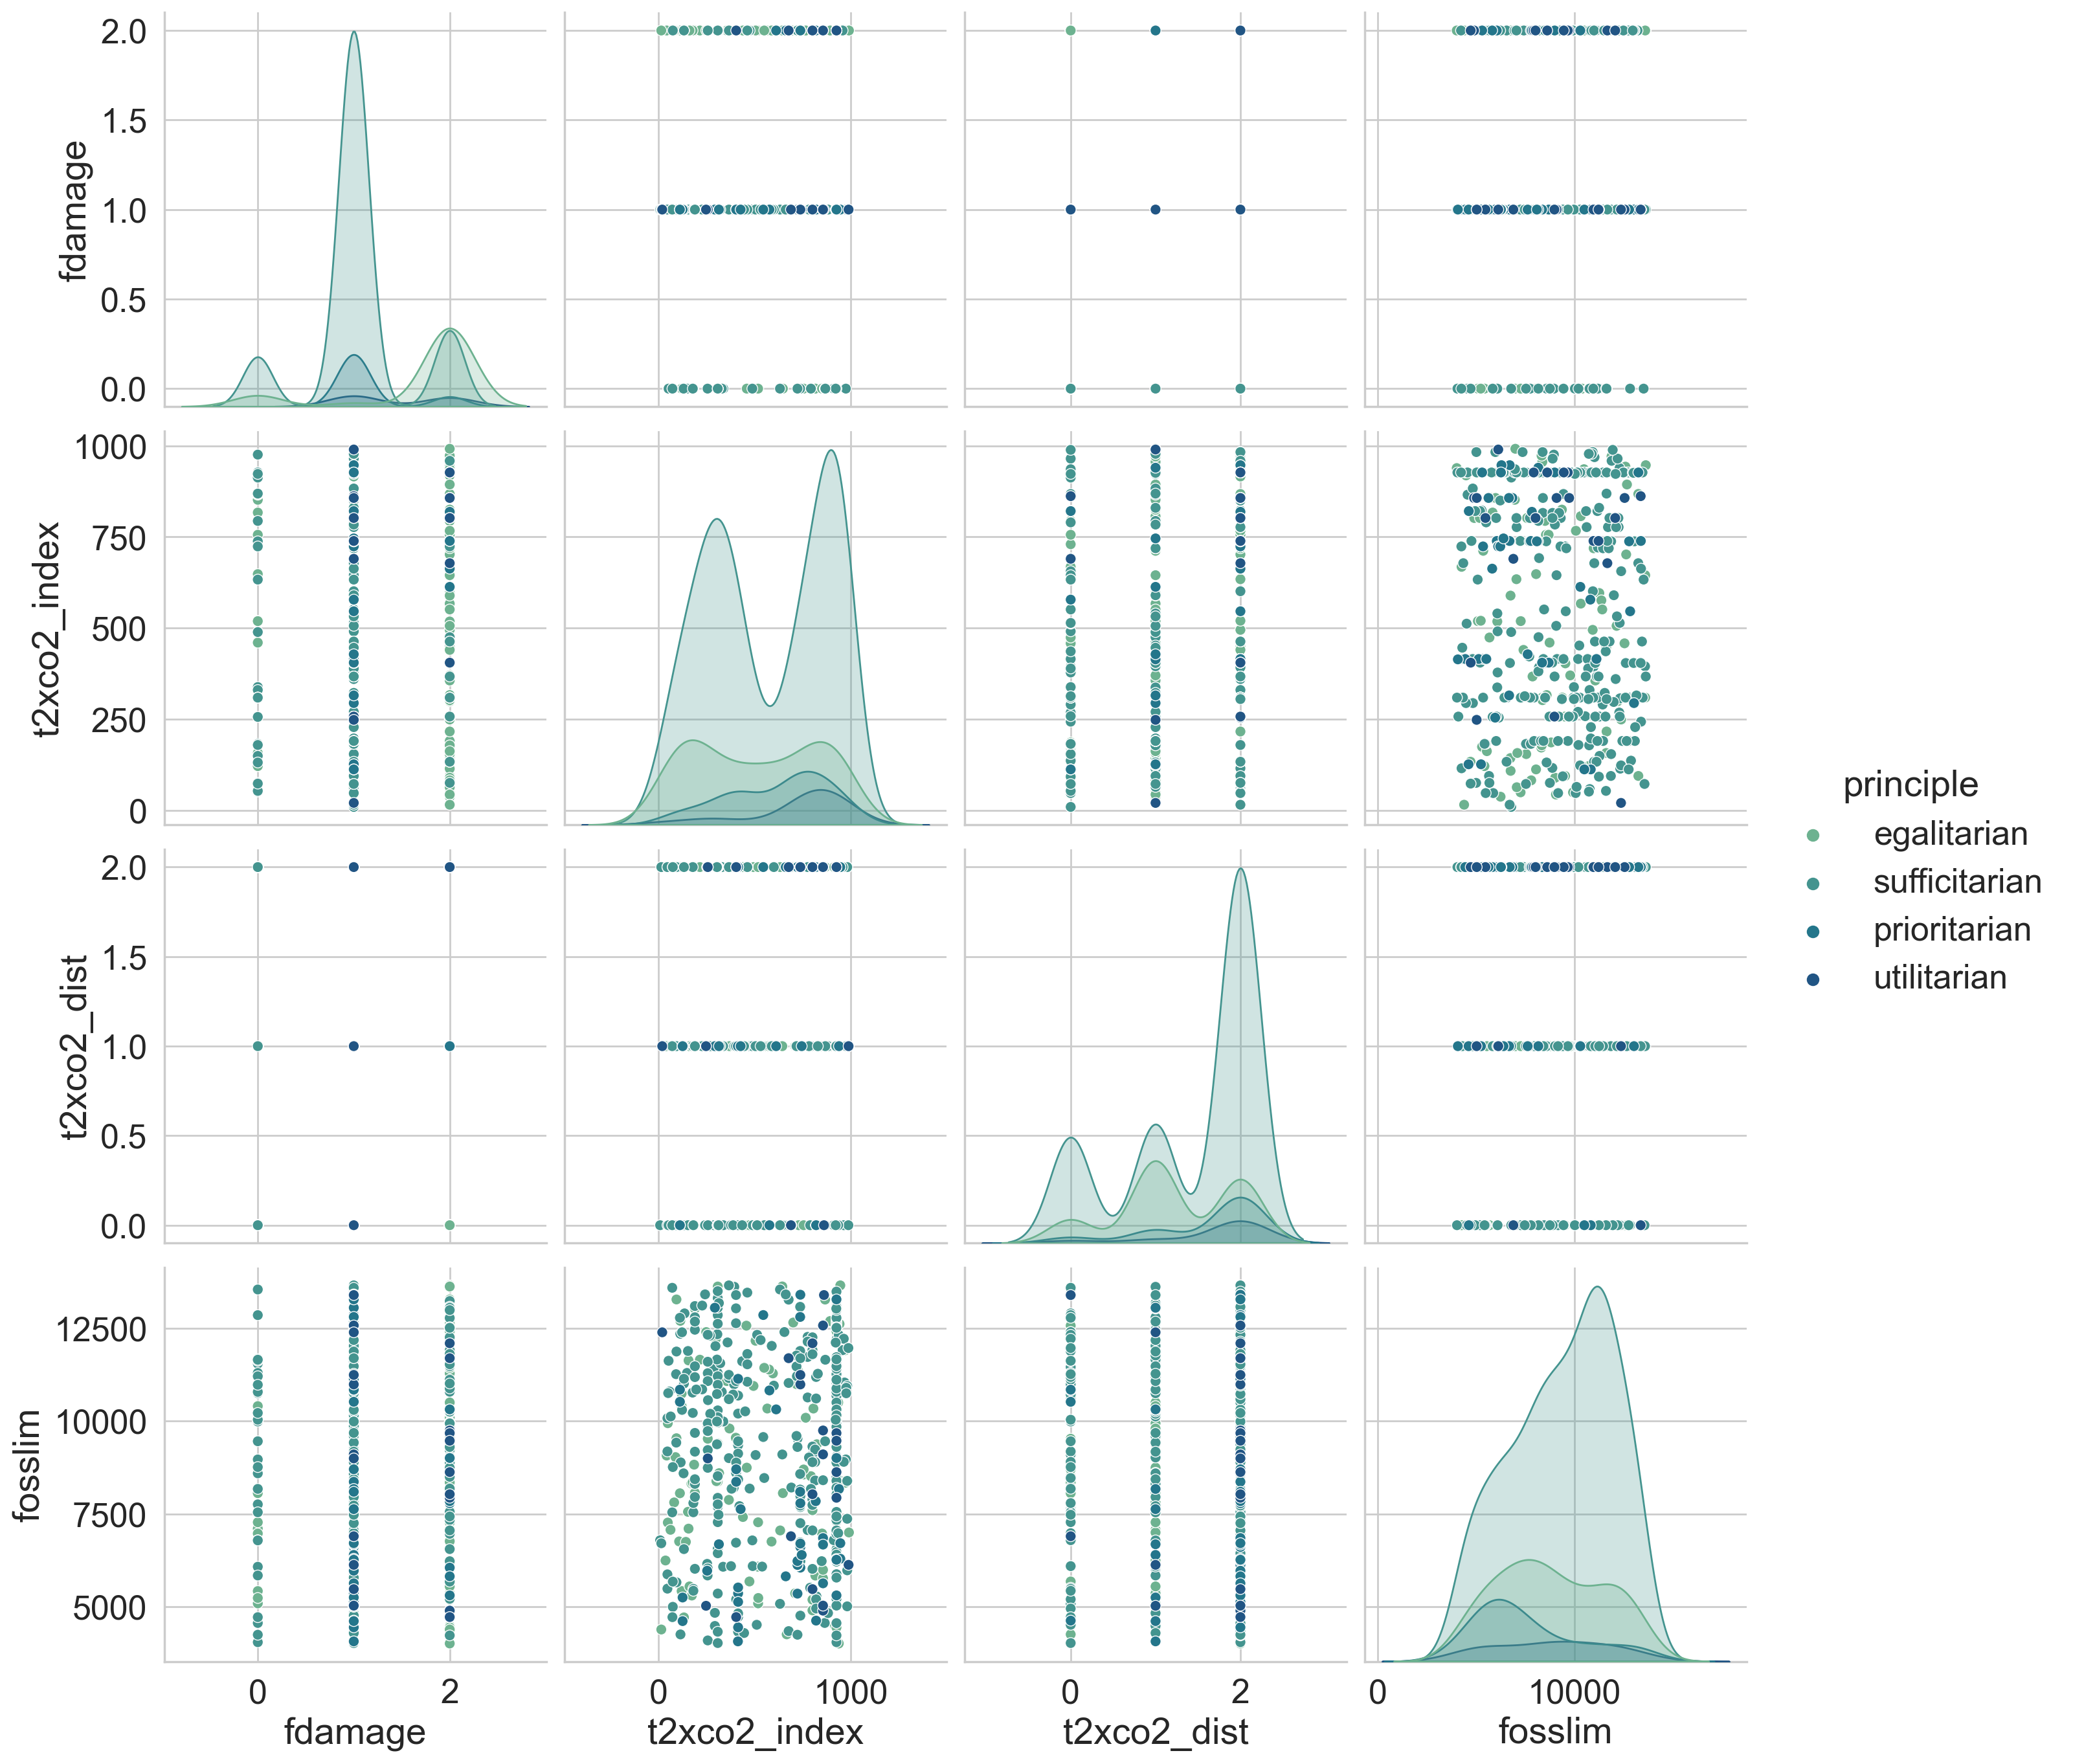 fdamage
2.0
1.5
1.0
0.5
0.0
t2xco2_index
1000
750
500
250
0
t2xco2_dist
2.0
1.5
1.0
0.5
0.0
fosslim
12500
10000
7500
5000
0 2
0 1000
0 2
0 10000
fdamage
t2xco2_index
t2xco2_dist
fosslim
principle
egalitarian
sufficitarian
prioritarian
utilitarian